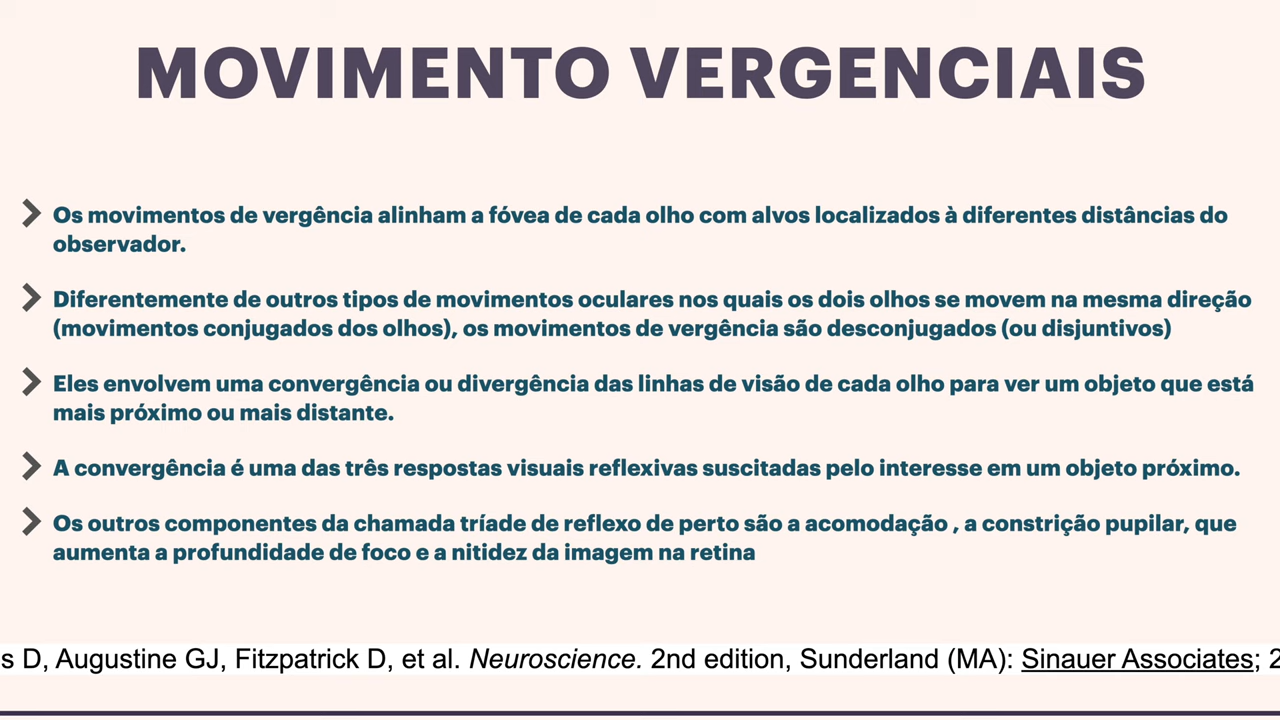 MOVIMENTO VERGENCIAIS
Os movimentos de vergência alinham a fóvea de cada olho com alvos localizados à diferentes distâncias do
observador.
Diferentemente de outros tipos de movimentos oculares nos quais os dois olhos se movem na mesma direção
(movimentos conjugados dos olhos), os movimentos de vergência são desconjugados (ou disjuntivos)
Eles envolvem uma convergência ou divergência das linhas de visão de cada olho para ver um objeto que está
mais próximo ou mais distante.
A convergência é uma das três respostas visuais reflexivas suscitadas pelo interesse em um objeto próximo.
Os outros componentes da chamada tríade de reflexo de perto são a acomodação , a constrição pupilar, que
aumenta a profundidade de foco e a nitidez da imagem na retina
s D, Augustine GJ, Fitzpatrick D, et al. Neuroscience. 2nd edition, Sunderland (MA): Sinauer Associates; 2